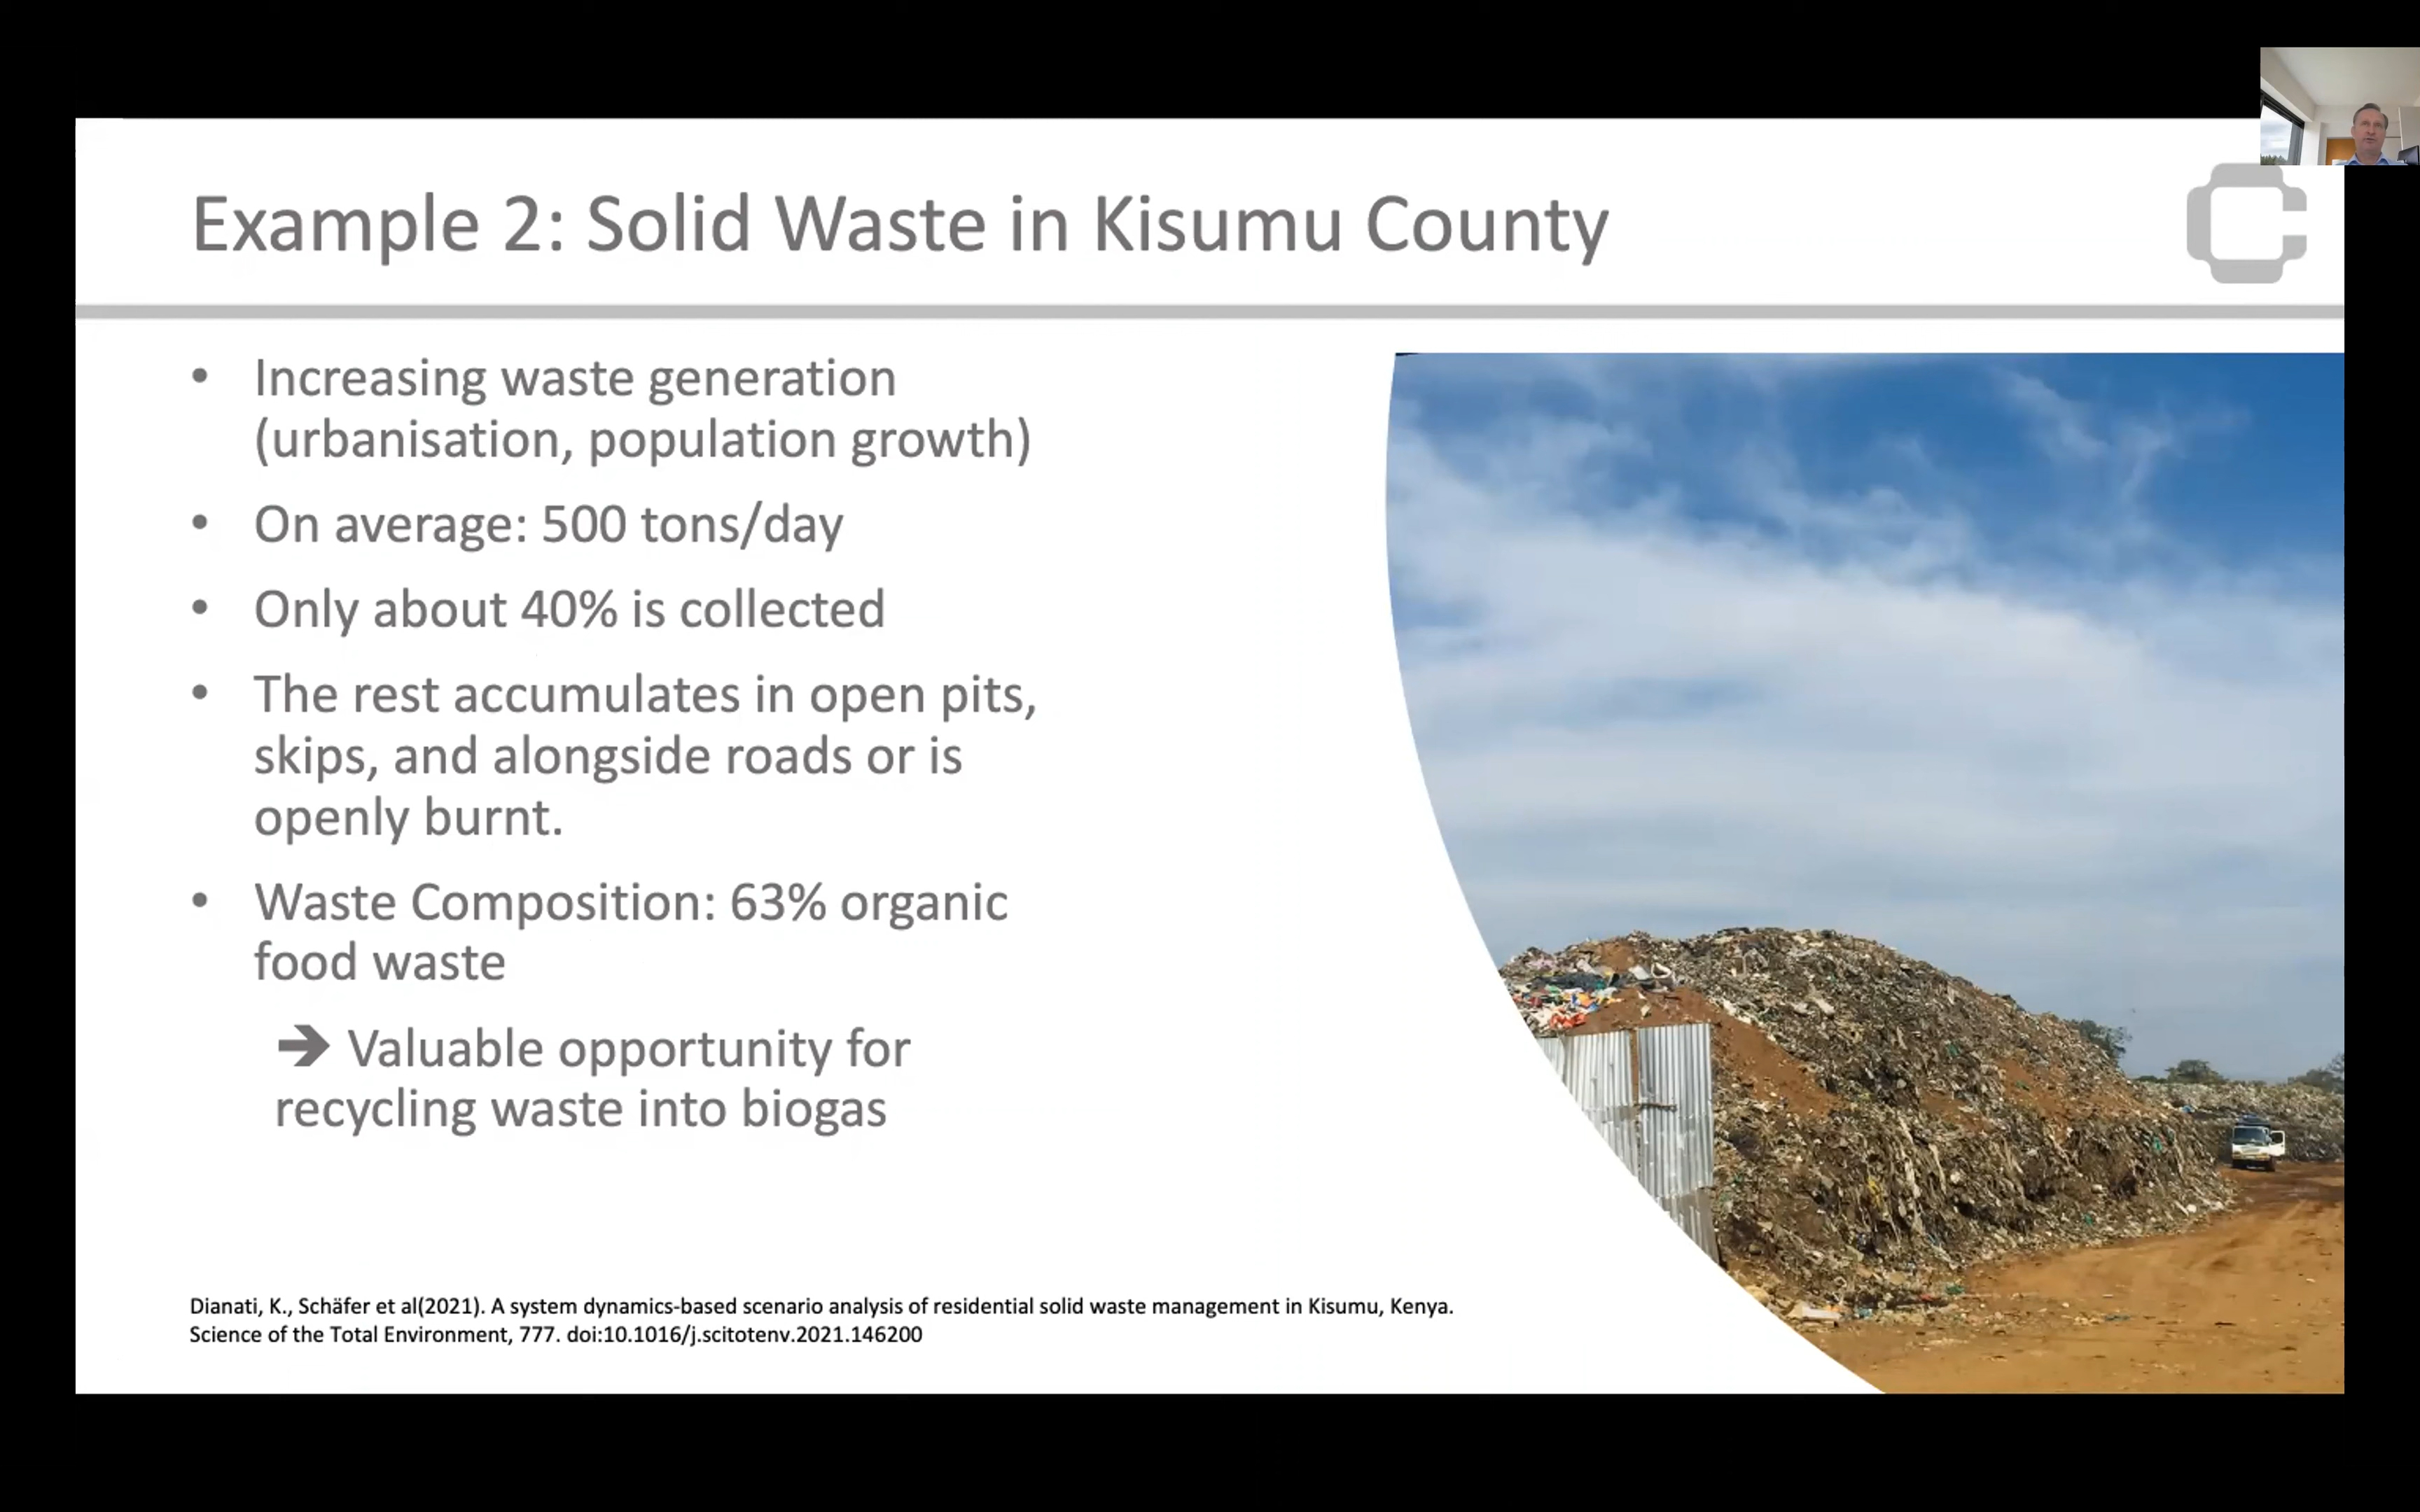 Example 2: Solid Waste in Kisumu County
• Increasing waste generation
(urbanisation, population growth)
• On average: 500 tons/day
• Only about 40% is collected
• The rest accumulates in open pits,
skips, and alongside roads or is
openly burnt.
• Waste Composition: 63% organic
food waste
➔ Valuable opportunity for
recycling waste into biogas
Dianati, K., Schäfer et al(2021). A system dynamics-based scenario analysis of residential solid waste management in Kisumu, Kenya.
Science of the Total Environment, 777. doi:10.1016/j.scitotenv.2021.146200